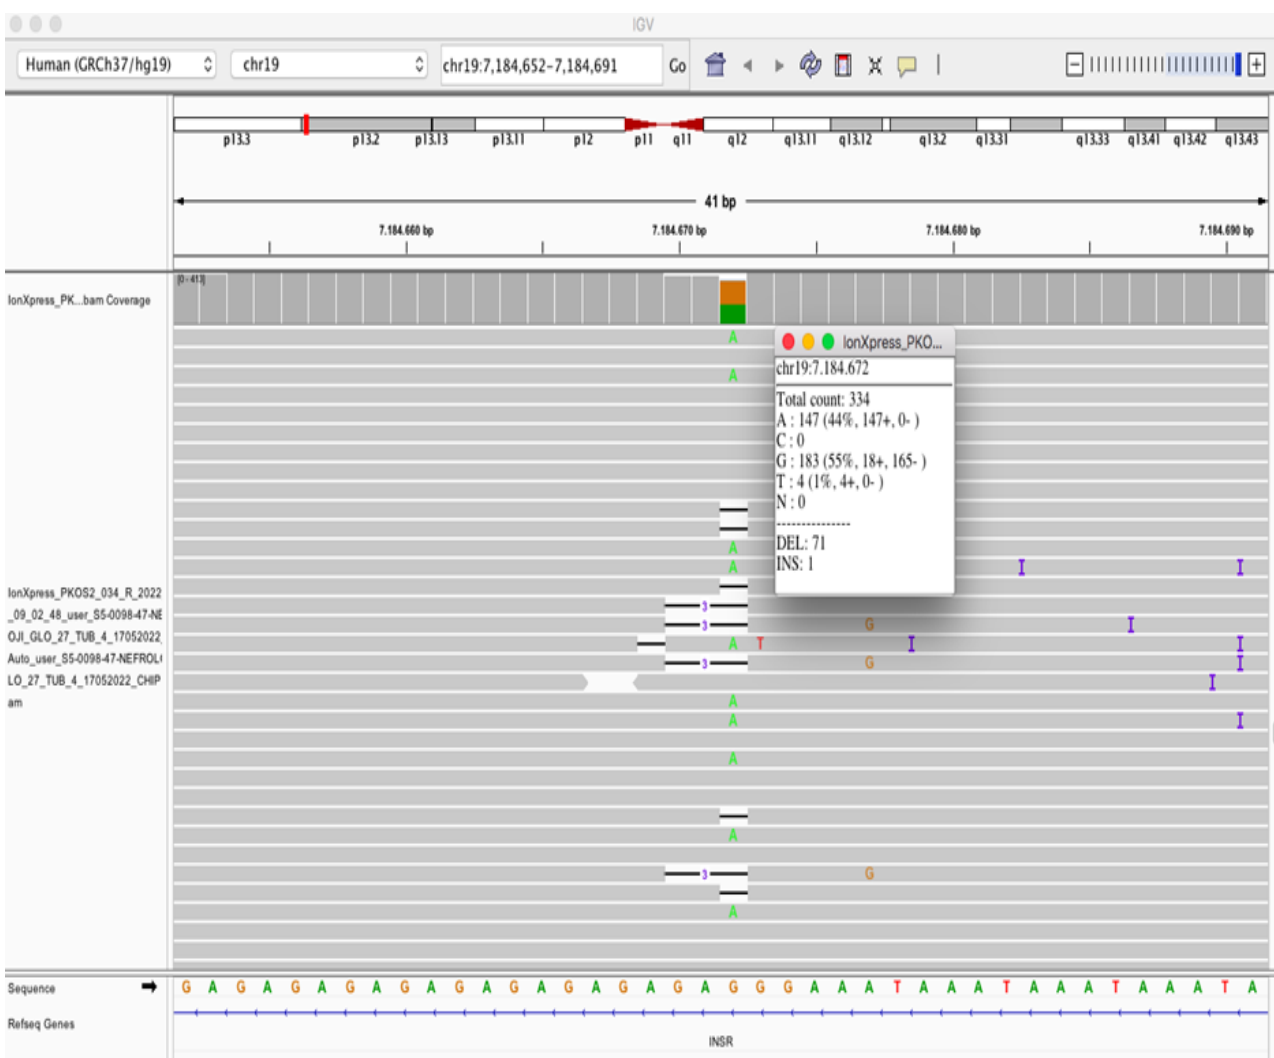 IGV
Human (GRCh37/hg19) chr19 chr19:7,184,652-7,184,691 Go
p13.3 p13.2 p13.13 p13.11 p12 p11 q11 q12 q13.11 q13.12 q13.2 q13.31 q13.33 q13.41 q13.42 q13.43
41 bp
7.184.660 bp 7.184.670 bp 7.184.680 bp 7.184.690 bp
[0 - 413]
IonXpress_PK...bam Coverage
A
IonXpress_PKO...
chr19:7.184.672
A
Total count: 334
A : 147 (44%, 147+, 0- )
C : 0
G : 183 (55%, 18+, 165- )
T : 4 (1%, 4+, 0- )
N : 0
---------------
DEL: 71
INS: 1
A
A I I
IonXpress_PKOS2_034_R_2022
3
_09_02_48_user_S5-0098-47-NE
3 G I
OJI_GLO_27_TUB_4_17052022_
A T I I
Auto_user_S5-0098-47-NEFROL
3 G I
LO_27_TUB_4_17052022_CHIP
I
am
A
A I
A
A
3 G
A
Sequence G A G A G A G A G A G A G A G A G A G A G G G A A A T A A A T A A A T A A A T A
Refseq Genes
INSR